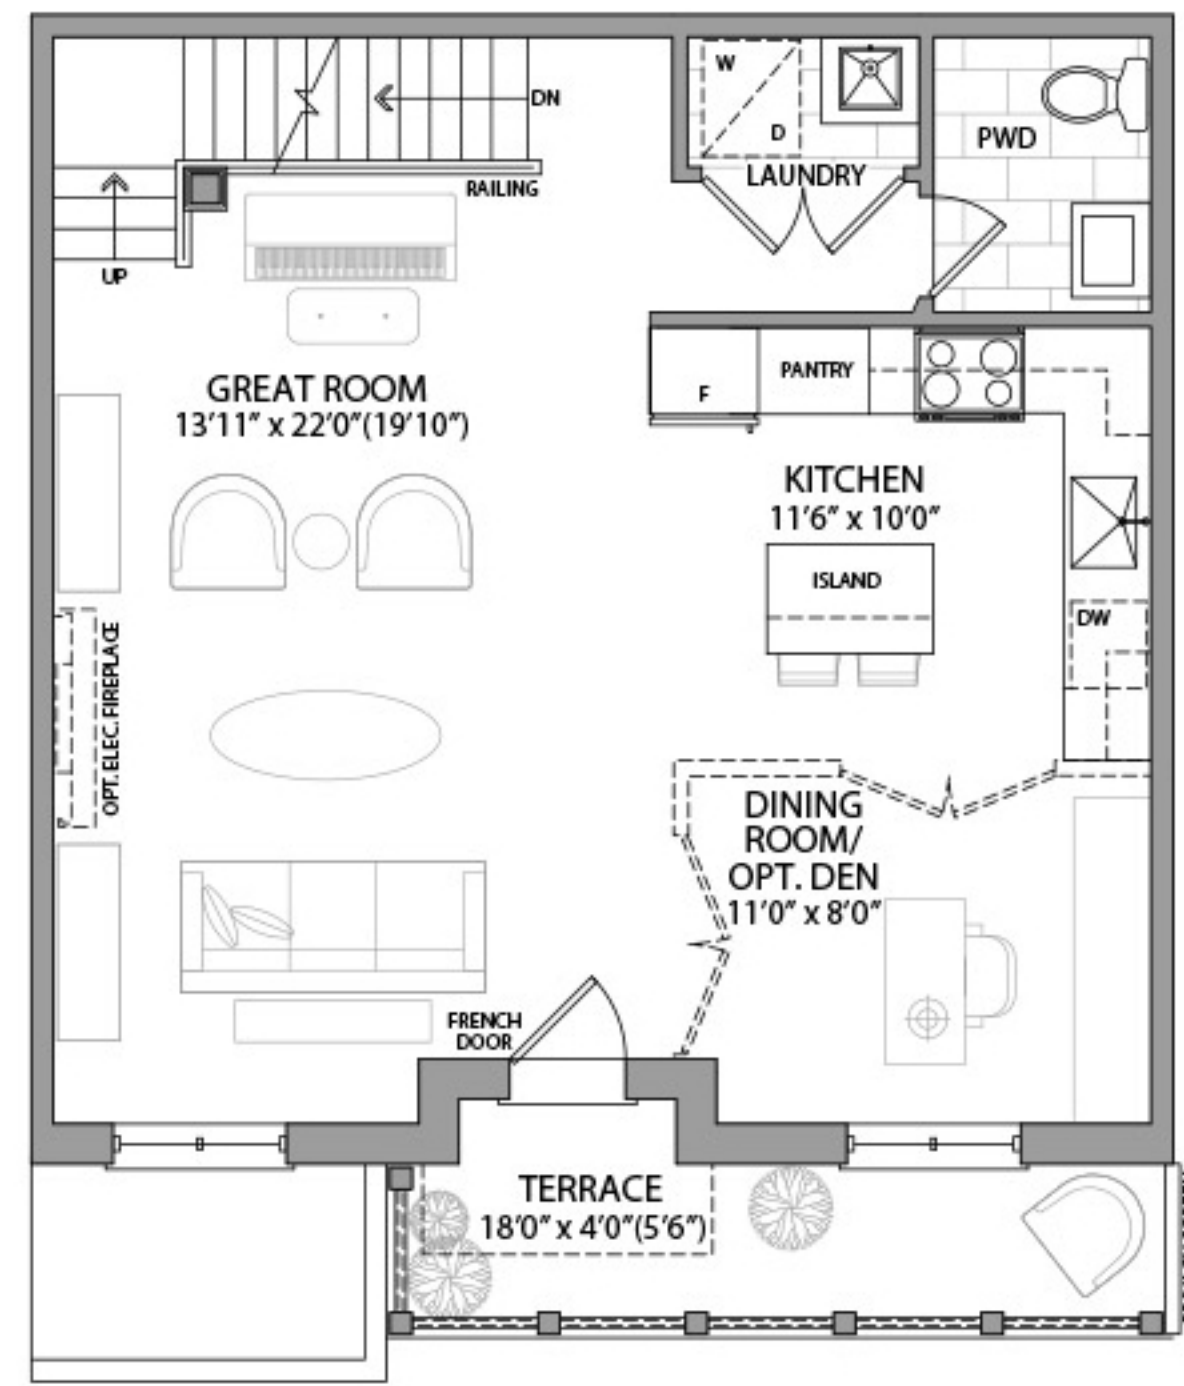 W
D
DN
PWD
LAUNDRY
RAILING
UP
GREAT ROOM
13'11" x 22'0"(19'10")
F
PANTRY
KITCHEN
11'6" x 10'0"
ISLAND
DW
OPT. ELEC. FIREPLACE
DINING
ROOM/
OPT. DEN
11'0" x 8'0"
FRENCH
DOOR
TERRACE
18'0" x 4'0"(5'6")